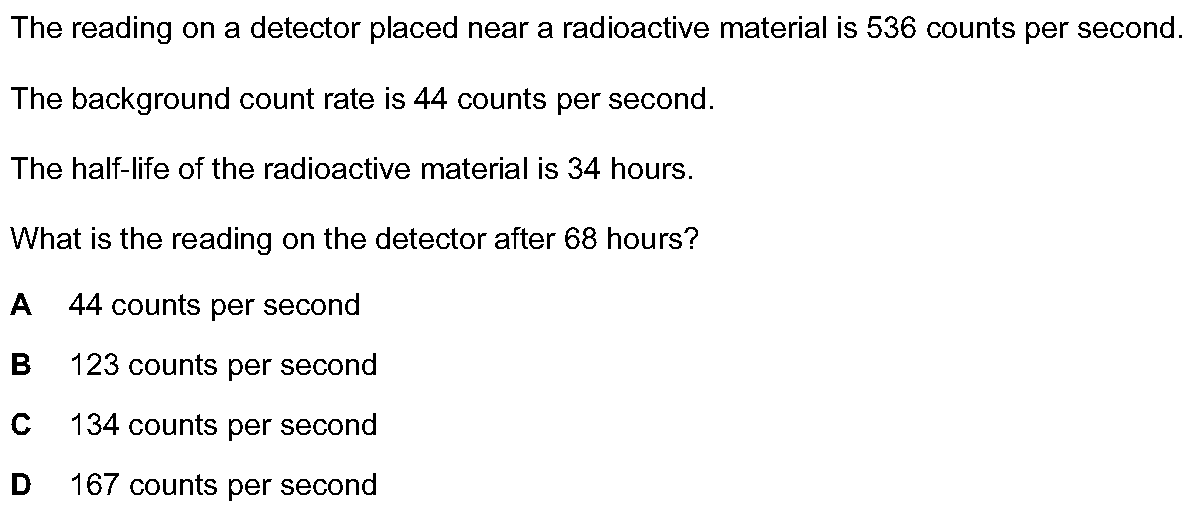 The reading on a detector placed near a radioactive material is 536 counts per second.
The background count rate is 44 counts per second.
The half-life of the radioactive material is 34 hours.
What is the reading on the detector after 68 hours?
A 44 counts per second
B 123 counts per second
C 134 counts per second
D 167 counts per second